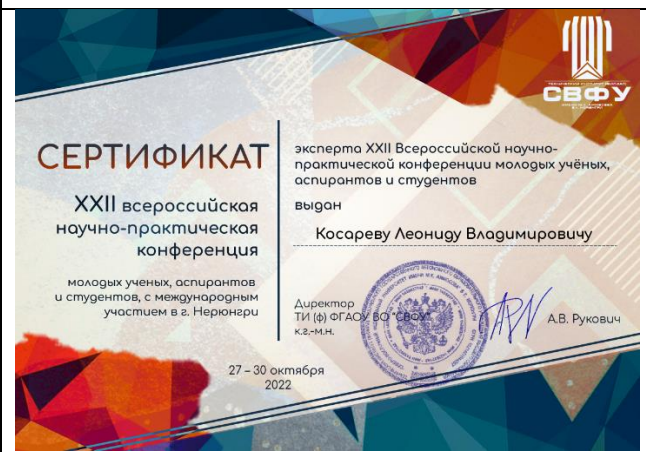 СВФУ
СЕРТИФИКАТ
XXII всероссийская
научно-практическая
конференция
молодых ученых, аспирантов
и студентов, с международным
участием в г. Нерюнгри
27 – 30 октября
2022
эксперта XXII Всероссийской научно-
практической конференции молодых учёных,
аспирантов и студентов
выдан
Косареву Леониду Владимировичу
Директор
ТИ (ф) ФГАОУ ВО "СВФУ"
к.г.-м.н.
А.В. Рукович